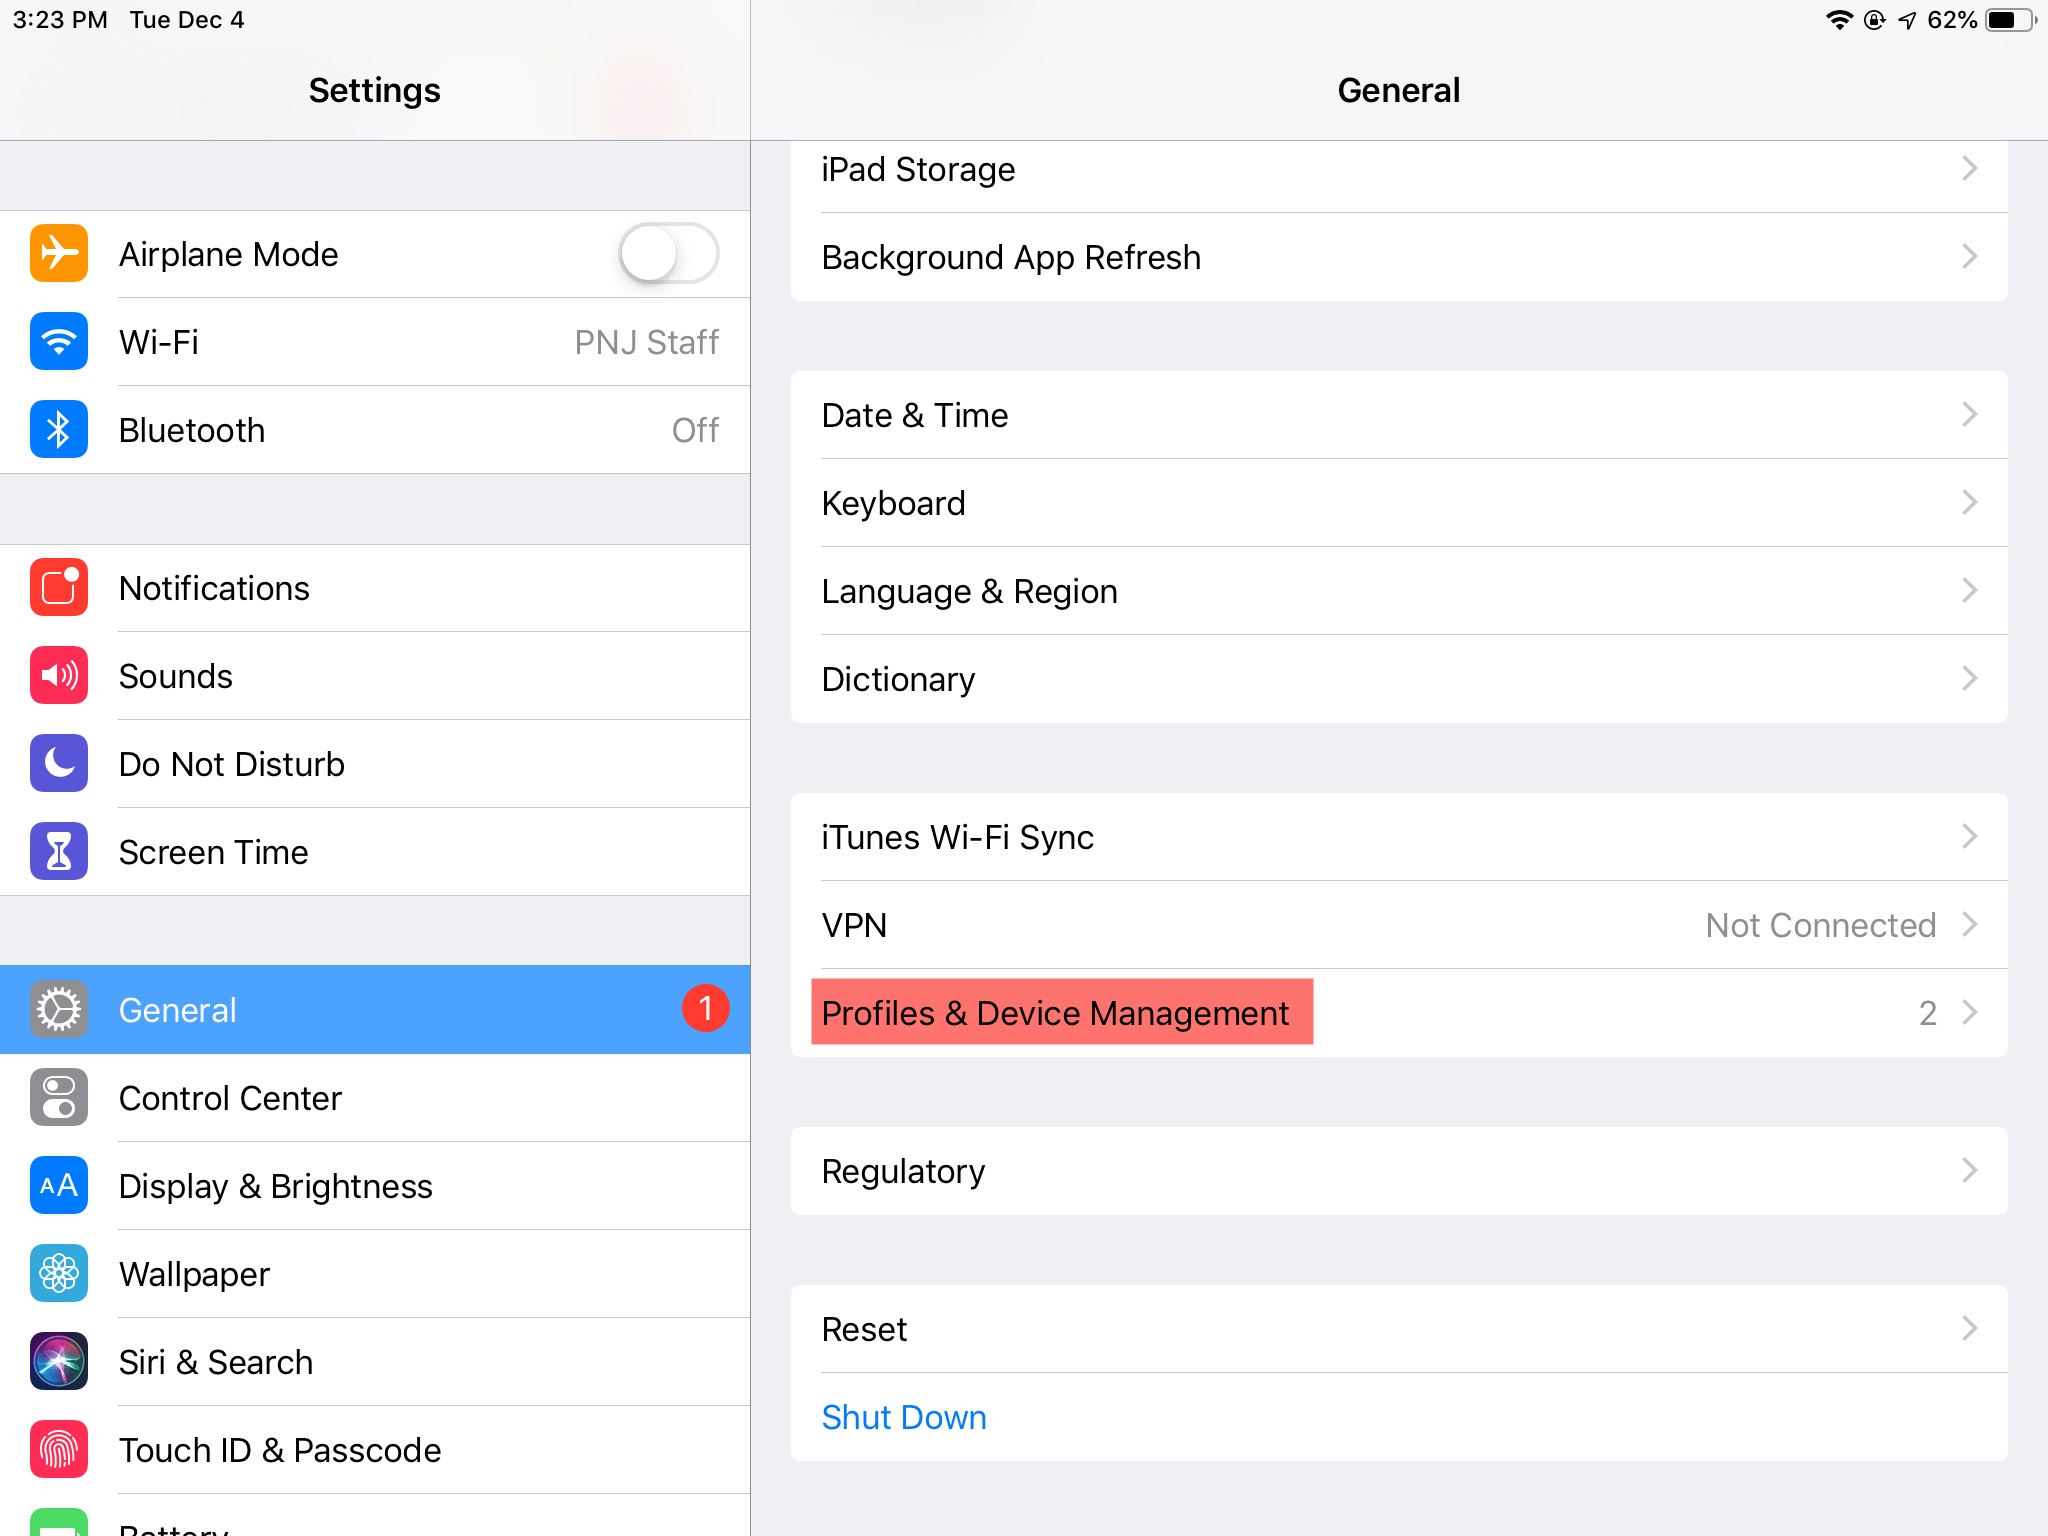 3:23 PM Tue Dec 4
62%
Settings
Airplane Mode
Wi-Fi PNJ Staff
Bluetooth Off
Notifications
Sounds
Do Not Disturb
Screen Time
General 1
Control Center
AA Display & Brightness
Wallpaper
Siri & Search
Touch ID & Passcode
Battery
General
iPad Storage
Background App Refresh
Date & Time
Keyboard
Language & Region
Dictionary
iTunes Wi-Fi Sync
VPN Not Connected
Profiles & Device Management 2
Regulatory
Reset
Shut Down